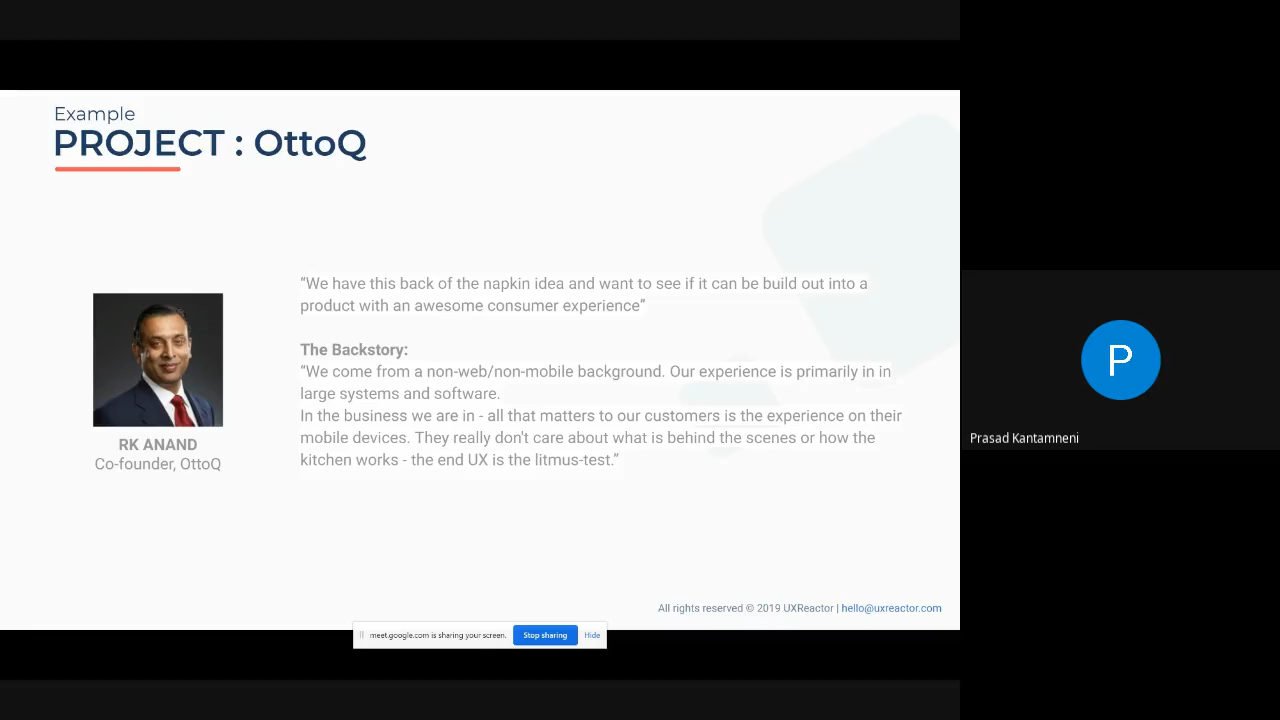 Example
PROJECT : OttoQ
“We have this back of the napkin idea and want to see if it can be build out into a
product with an awesome consumer experience”
The Backstory:
“We come from a non-web/non-mobile background. Our experience is primarily in in
large systems and software.
In the business we are in - all that matters to our customers is the experience on their
mobile devices. They really don't care about what is behind the scenes or how the
kitchen works - the end UX is the litmus-test.”
RK ANAND
Co-founder, OttoQ
All rights reserved © 2019 UXReactor | hello@uxreactor.com
meet.google.com is sharing your screen. Stop sharing Hide
P
Prasad Kantamneni